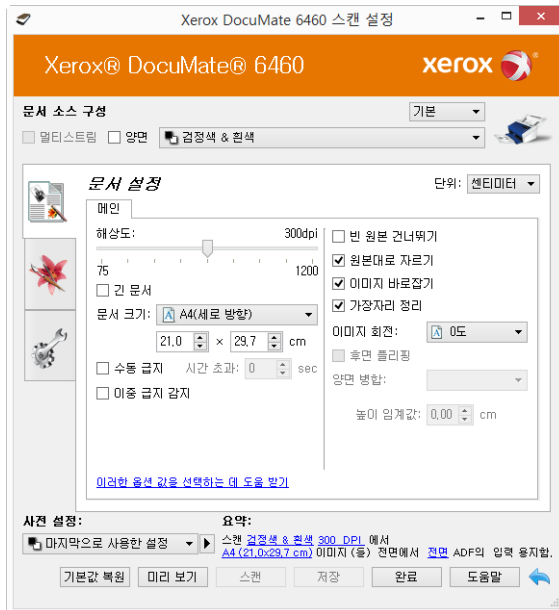 Xerox DocuMate 6460 스캔 설정
Xerox® DocuMate® 6460
xerox
문서 소스 구성
기본
멀티스트림
양면
검정색 & 흰색
문서 설정
단위: 센티미터
메인
해상도: 300dpi
75 1200
긴 문서
문서 크기: A4(세로 방향)
21,0 × 29,7 cm
수동 급지 시간 초과: 0 sec
이중 급지 감지
빈 원본 건너뛰기
원본대로 자르기
이미지 바로잡기
가장자리 정리
이미지 회전: 0도
후면 플리핑
양면 병합:
높이 임계값: 0,00 cm
이러한 옵션 값을 선택하는 데 도움 받기
사전 설정:
마지막으로 사용한 설정
요약:
스캔 검정색 & 흰색 300 DPI 에서
A4 (21,0x29,7 cm) 이미지 (등) 전면에서 전면 ADF의 입력 용지함.
기본값 복원 미리 보기 스캔 저장 완료 도움말